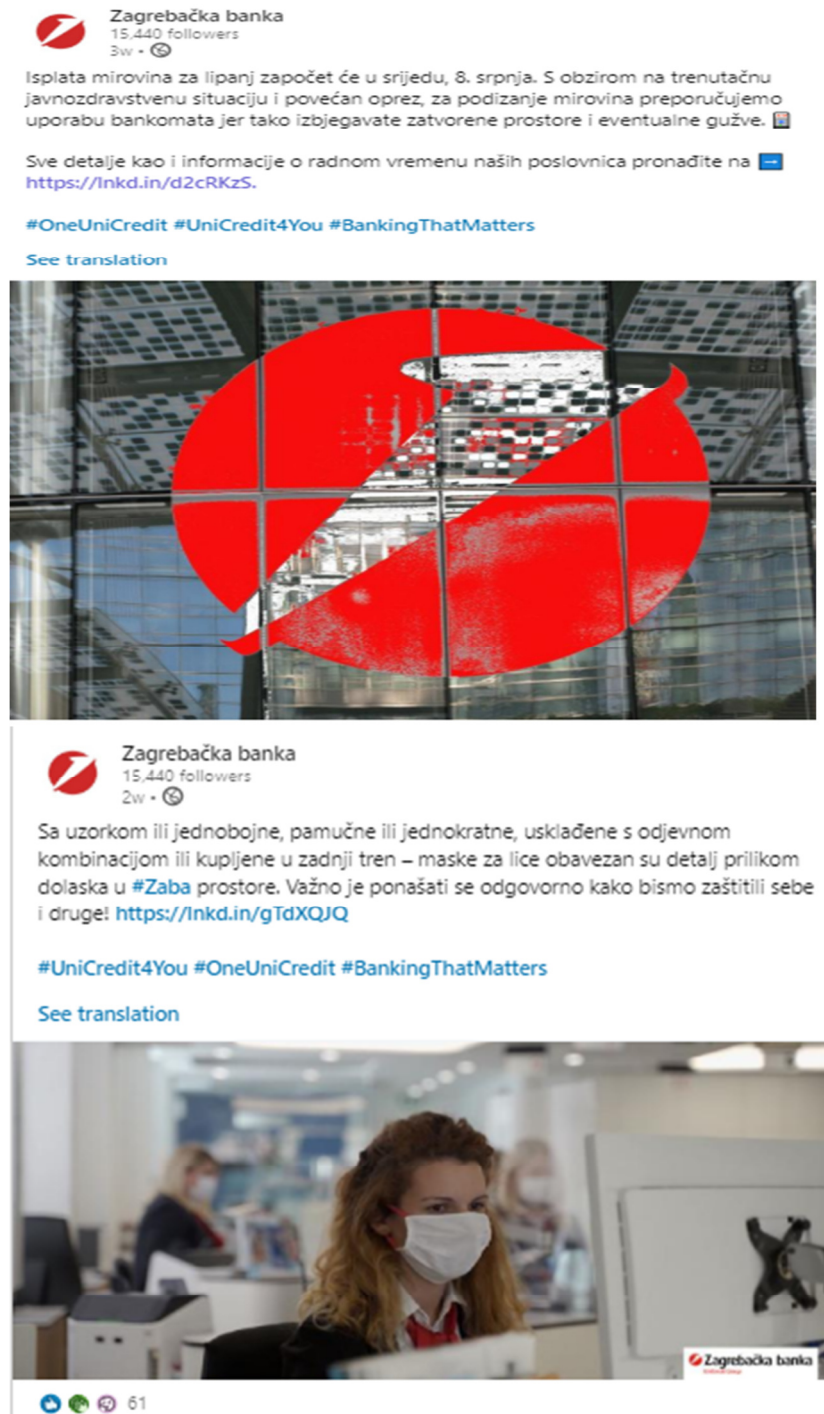 Zagrebačka banka
15,440 followers
3w •
Isplata mirovina za lipanj započet će u srijedu, 8. srpnja. S obzirom na trenutačnu
javnozdravstvenu situaciju i povećan oprez, za podizanje mirovina preporučujemo
uporabu bankomata jer tako izbjegavate zatvorene prostore i eventualne gužve.
Sve detalje kao i informacije o radnom vremenu naših poslovnica pronađite na
https://lnkd.in/d2cRKzS.
#OneUniCredit #UniCredit4You #BankingThatMatters
See translation
Zagrebačka banka
15,440 followers
2w •
Sa uzorkom ili jednobojne, pamučne ili jednokratne, usklađene s odjevnom
kombinacijom ili kupljene u zadnji tren – maske za lice obavezan su detalj prilikom
dolaska u #Zaba prostore. Važno je ponašati se odgovorno kako bismo zaštitili sebe
i druge! https://lnkd.in/gTdXQJQ
#UniCredit4You #OneUniCredit #BankingThatMatters
See translation
Zagrebačka banka
61